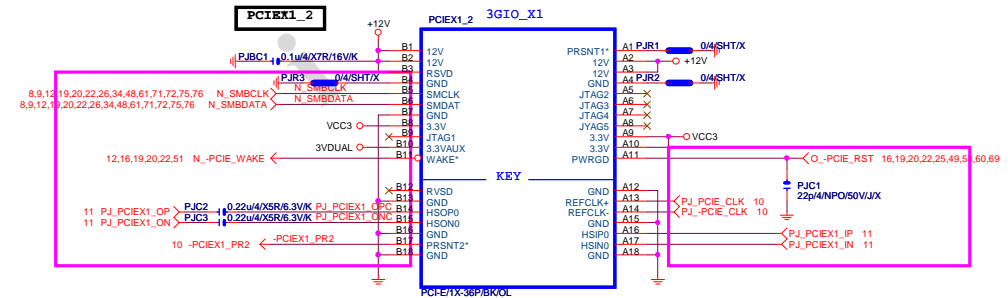 PCIEX1_2
3GIO_X1
PCIEX1_2
+12V
PJBC1 0.1u/4/X7R/16V/K
PJR3 0/4/SHT/X
8,9,12,19,20,22,26,34,48,61,71,72,75,76 N_SMBCLK N_SMBCLK
8,9,12,19,20,22,26,34,48,61,71,72,75,76 N_SMBDATA N_SMBDATA
VCC3
3VDUAL
12,16,19,20,22,51 N_-PCIE_WAKE
11 PJ_PCIEX1_OP PJC2 0.22u/4/X5R/6.3V/K PJ_PCIEX1_OPC
11 PJ_PCIEX1_ON PJC3 0.22u/4/X5R/6.3V/K PJ_PCIEX1_ONC
10 -PCIEX1_PR2 -PCIEX1_PR2
B1 12V
B2 12V
B3 RSVD
B4 GND
B5 SMCLK
B6 SMDAT
B7 GND
B8 3.3V
B9 JTAG1
B10 3.3VAUX
B11 WAKE*
KEY
B12 RVSD
B13 GND
B14 HSOP0
B15 HSON0
B16 GND
B17 PRSNT2*
B18 GND
PRSNT1* A1
12V A2
12V A3
GND A4
JTAG2 A5
JTAG3 A6
JTAG4 A7
JYAG5 A8
3.3V A9
3.3V A10
PWRGD A11
GND A12
REFCLK+ A13
REFCLK- A14
GND A15
HSIP0 A16
HSIN0 A17
GND A18
PJR1 0/4/SHT/X
+12V
PJR2 0/4/SHT/X
VCC3
O_-PCIE_RST 16,19,20,22,25,49,58,60,69
PJC1
22p/4/NPO/50V/J/X
PJ_PCIE_CLK 10
PJ_-PCIE_CLK 10
PJ_PCIEX1_IP 11
PJ_PCIEX1_IN 11
PCI-E/1X-36P/BK/OL